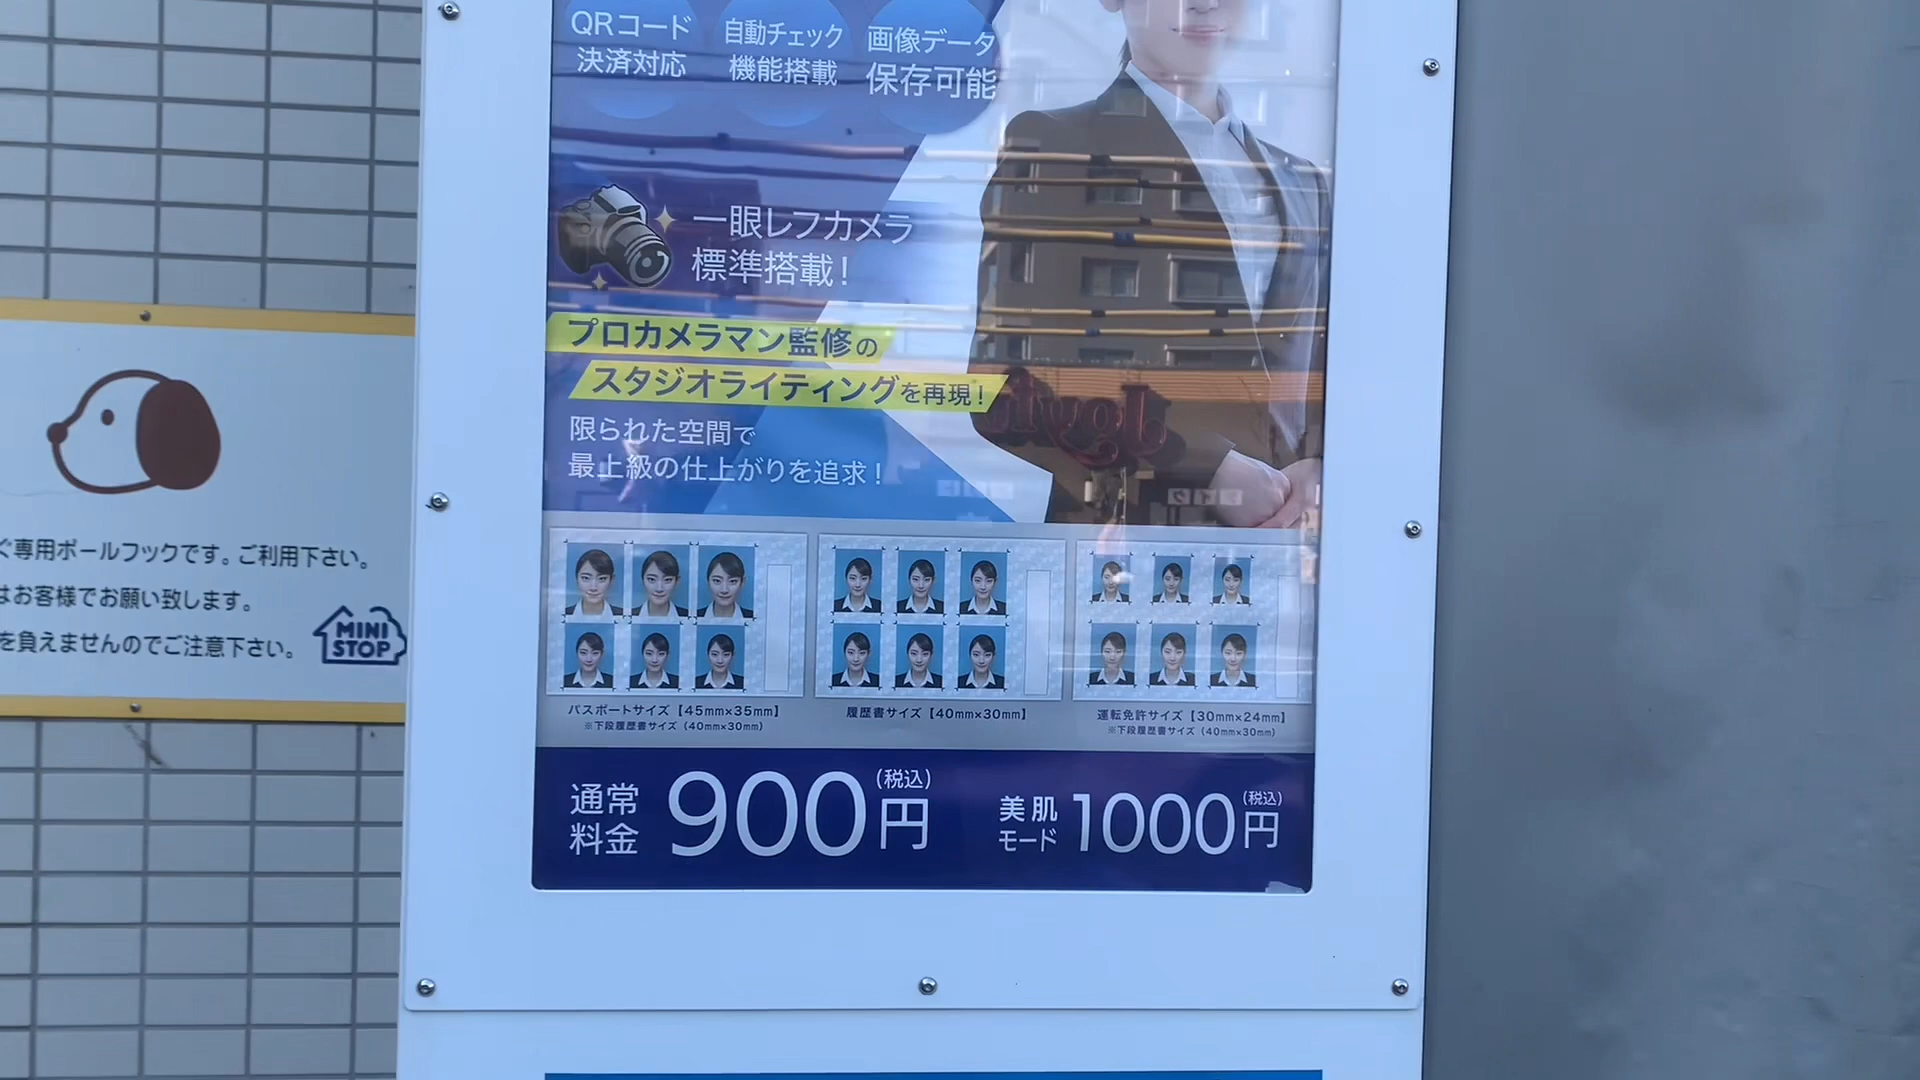 QRコード
決済対応
自動チェック
機能搭載
画像データ
保存可能
一眼レフカメラ
標準搭載！
プロカメラマン監修の
スタジオライティングを再現！
限られた空間で
最上級の仕上がりを追求！
パスポートサイズ【45mm×35mm】
※下段履歴書サイズ（40mm×30mm）
履歴書サイズ【40mm×30mm】
運転免許サイズ【30mm×24mm】
※下段履歴書サイズ（40mm×30mm）
通常
料金
900円
(税込)
美肌
モード
1000円
(税込)
ぐ専用ポールフックです。ご利用下さい。
はお客様でお願い致します。
を負えませんのでご注意下さい。
MINI
STOP